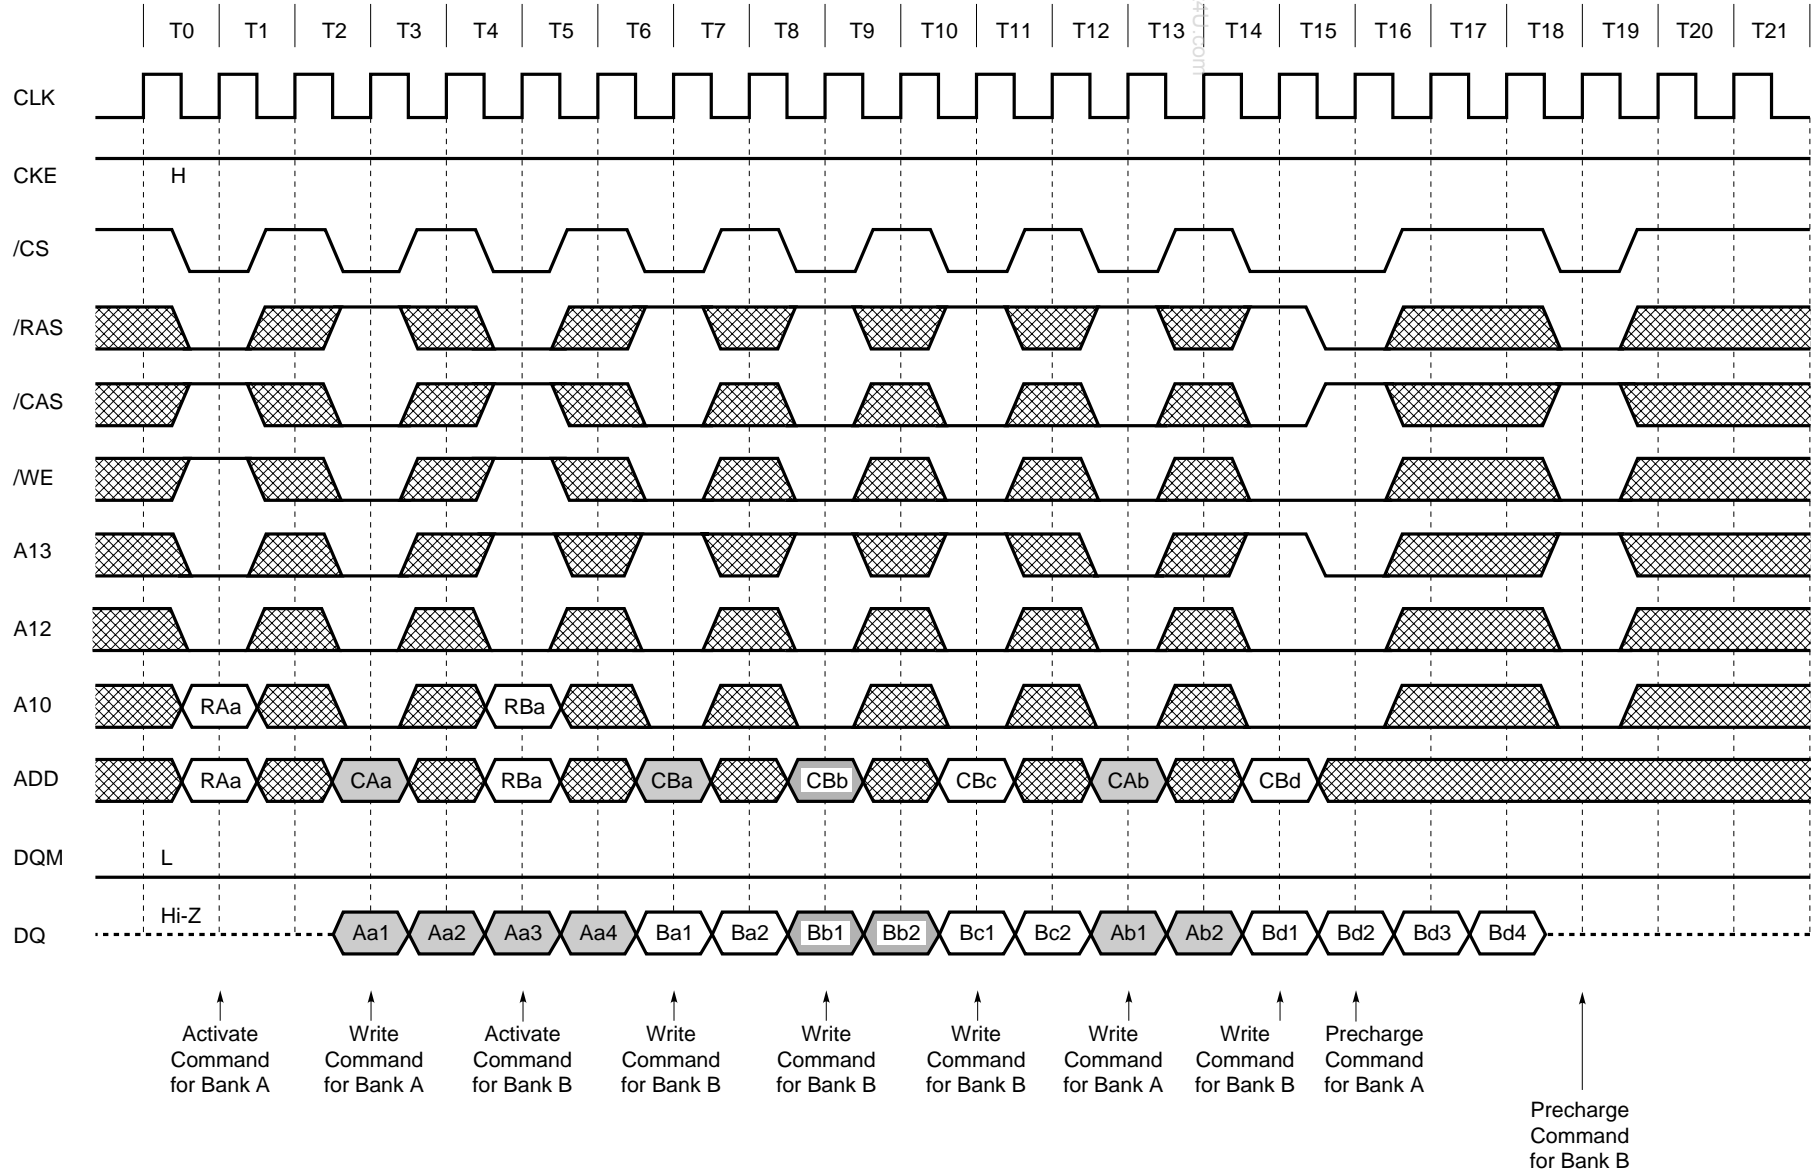 T0 T1 T2 T3 T4 T5 T6 T7 T8 T9 T10 T11 T12 T13 T14 T15 T16 T17 T18 T19 T20 T21
4U.com
CLK
CKE H
/CS
/RAS
/CAS
/WE
A13
A12
A10 RAa RBa
ADD RAa CAa RBa CBa CBb CBc CAb CBd
DQM L
Hi-Z
DQ Aa1 Aa2 Aa3 Aa4 Ba1 Ba2 Bb1 Bb2 Bc1 Bc2 Ab1 Ab2 Bd1 Bd2 Bd3 Bd4
Activate
Command
for Bank A
Write
Command
for Bank A
Activate
Command
for Bank B
Write
Command
for Bank B
Write
Command
for Bank B
Write
Command
for Bank B
Write
Command
for Bank A
Write
Command
for Bank B
Precharge
Command
for Bank A
Precharge
Command
for Bank B